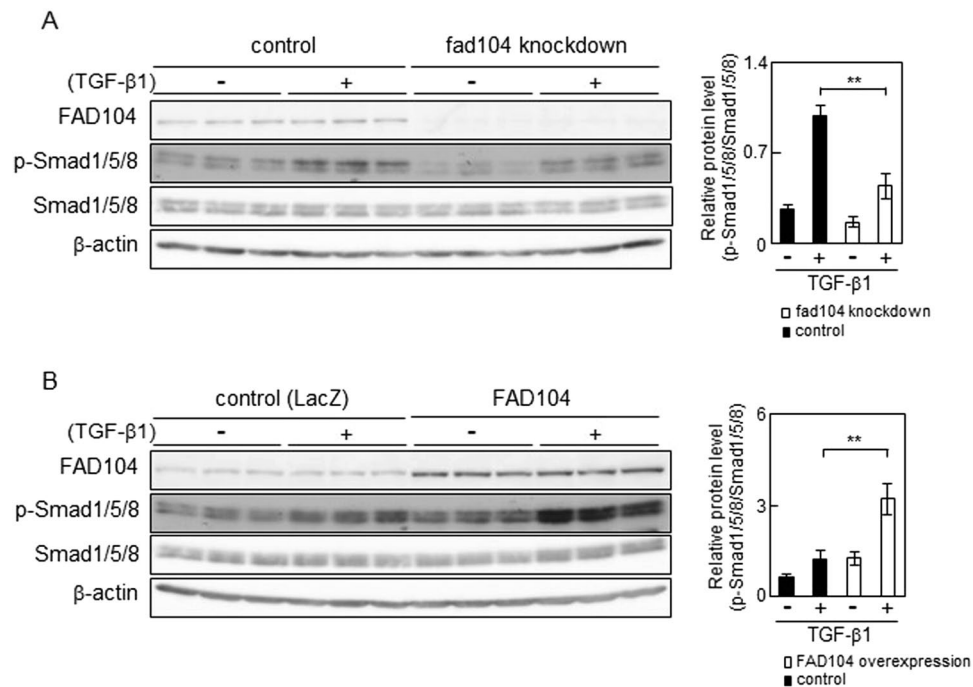 A
control fad104 knockdown
(TGF-β1) - + - +
FAD104
p-Smad1/5/8
Smad1/5/8
β-actin
Relative protein level
(p-Smad1/5/8/Smad1/5/8)
1.4
0.7
0
**
- + - +
TGF-β1
fad104 knockdown
control
B
control (LacZ) FAD104
(TGF-β1) - + - +
FAD104
p-Smad1/5/8
Smad1/5/8
β-actin
Relative protein level
(p-Smad1/5/8/Smad1/5/8)
6
3
0
**
- + - +
TGF-β1
FAD104 overexpression
control